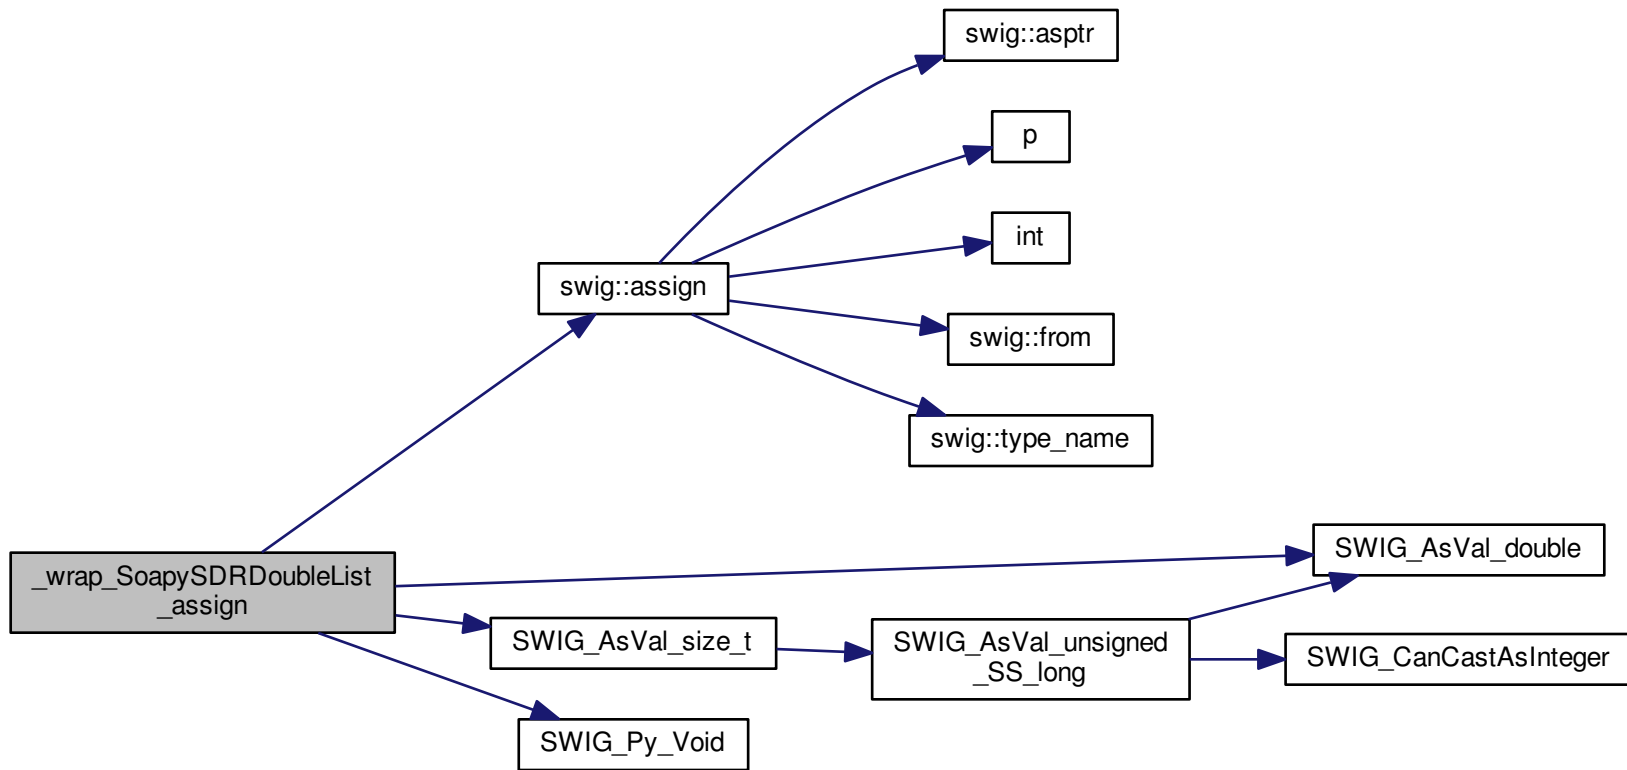 swig::asptr
p
int
swig::assign
swig::from
swig::type_name
_wrap_SoapySDRDoubleList
_assign
SWIG_AsVal_double
SWIG_AsVal_size_t
SWIG_AsVal_unsigned
_SS_long
SWIG_CanCastAsInteger
SWIG_Py_Void